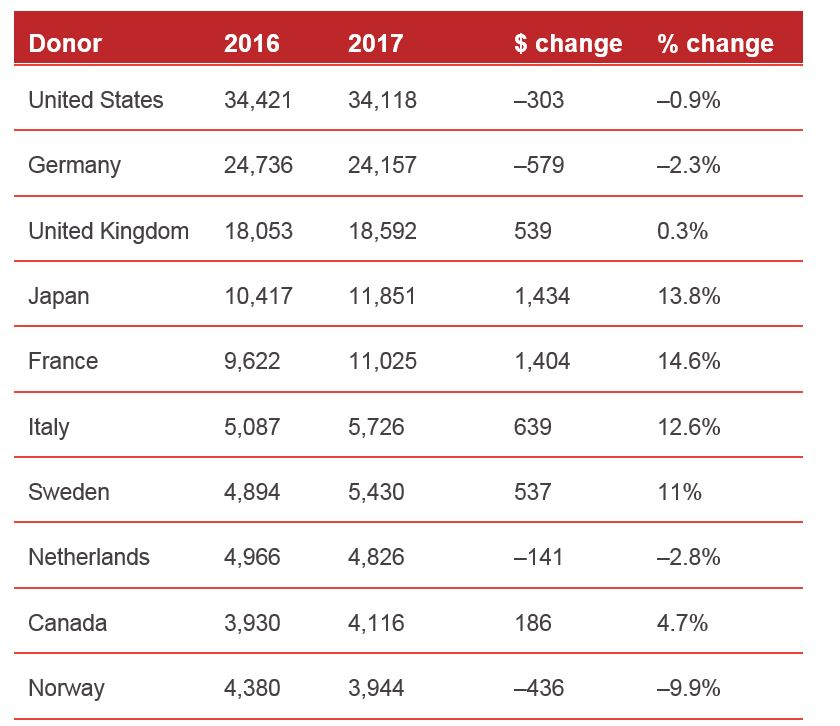 Donor 2016 2017 $ change % change
United States 34,421 34,118 –303 –0.9%
Germany 24,736 24,157 –579 –2.3%
United Kingdom 18,053 18,592 539 0.3%
Japan 10,417 11,851 1,434 13.8%
France 9,622 11,025 1,404 14.6%
Italy 5,087 5,726 639 12.6%
Sweden 4,894 5,430 537 11%
Netherlands 4,966 4,826 –141 –2.8%
Canada 3,930 4,116 186 4.7%
Norway 4,380 3,944 –436 –9.9%